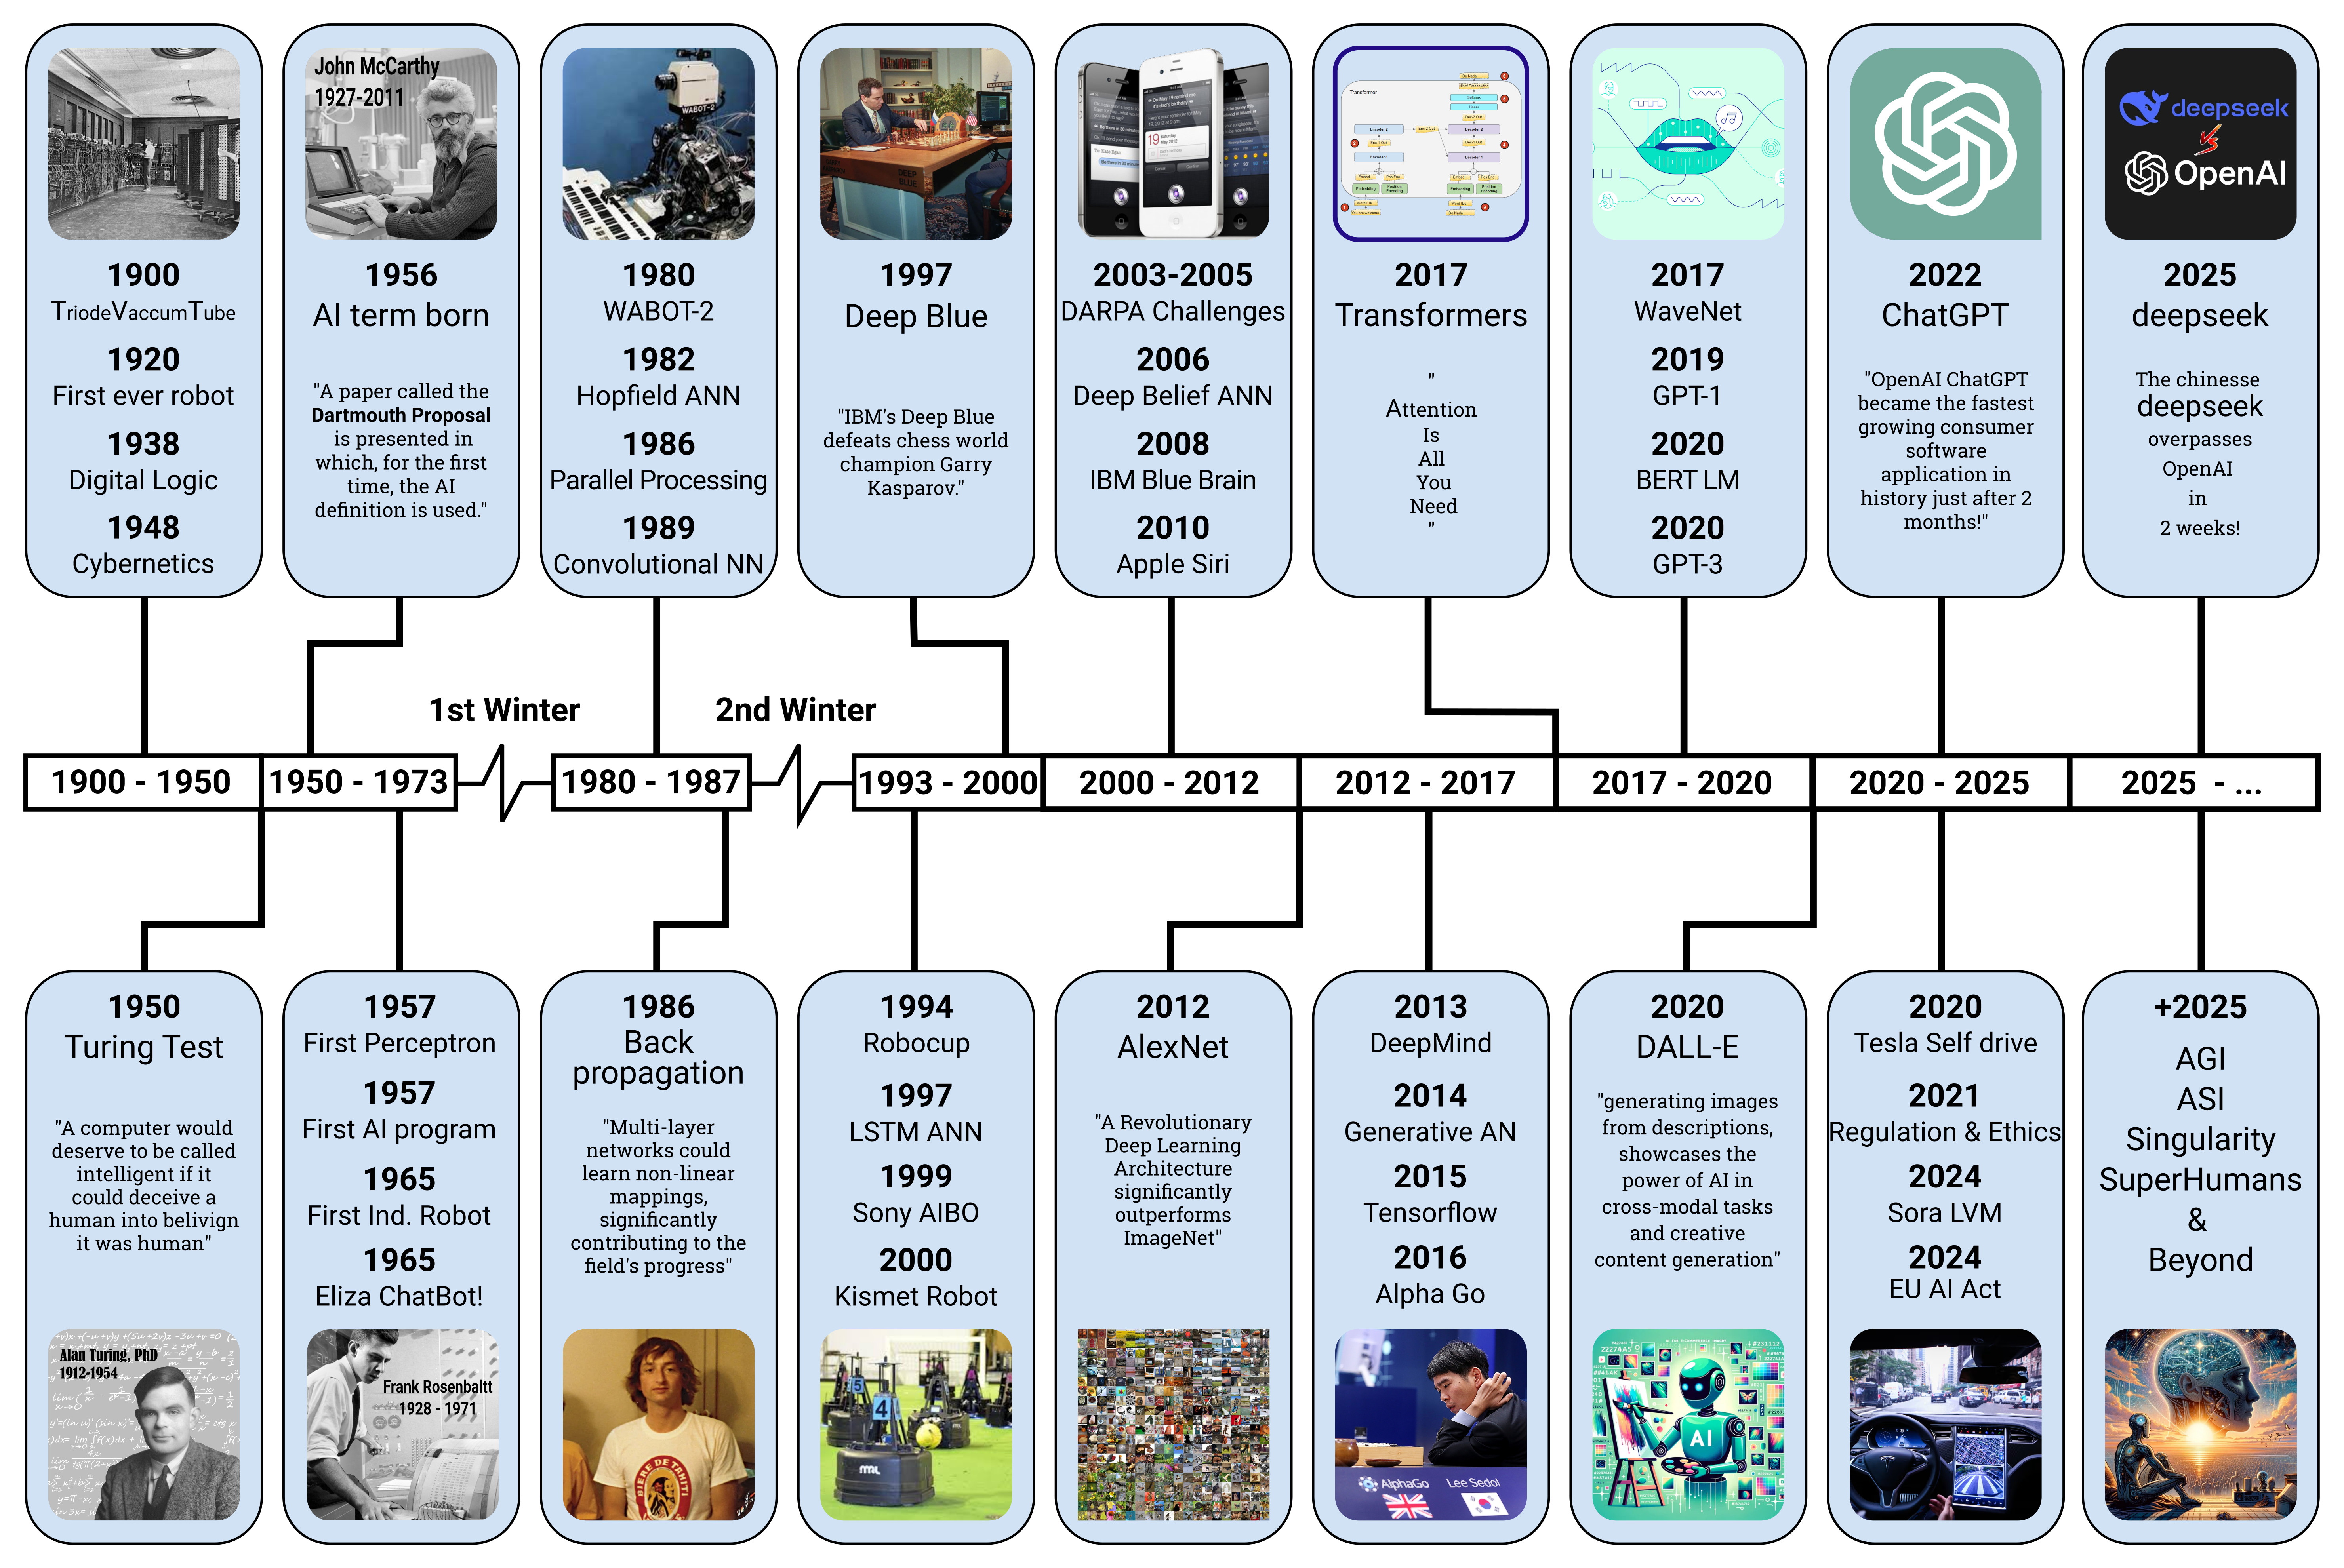 John McCarthy
1927-2011
WABOT-2
DEEP
BLUE
Transformer
deepseek
VS
OpenAI
1900
TriodeVaccumTube
1920
First ever robot
1938
Digital Logic
1948
Cybernetics
1956
AI term born
"A paper called the
Dartmouth Proposal
is presented in
which, for the first
time, the AI
definition is used."
1980
WABOT-2
1982
Hopfield ANN
1986
Parallel Processing
1989
Convolutional NN
1997
Deep Blue
"IBM's Deep Blue
defeats chess world
champion Garry
Kasparov."
2003-2005
DARPA Challenges
2006
Deep Belief ANN
2008
IBM Blue Brain
2010
Apple Siri
2017
Transformers
"
Attention
Is
All
You
Need
"
2017
WaveNet
2019
GPT-1
2020
BERT LM
2020
GPT-3
2022
ChatGPT
"OpenAI ChatGPT
became the fastest
growing consumer
software
application in
history just after 2
months!"
2025
deepseek
The chinesse
deepseek
overpasses
OpenAI
in
2 weeks!
1st Winter
2nd Winter
1900 - 1950
1950 - 1973
1980 - 1987
1993 - 2000
2000 - 2012
2012 - 2017
2017 - 2020
2020 - 2025
2025 - ...
1950
Turing Test
"A computer would
deserve to be called
intelligent if it
could deceive a
human into belivign
it was human"
Alan Turing, PhD
1912-1954
1957
First Perceptron
1957
First AI program
1965
First Ind. Robot
1965
Eliza ChatBot!
Frank Rosenbaltt
1928 - 1971
1986
Back
propagation
"Multi-layer
networks could
learn non-linear
mappings,
significantly
contributing to the
field's progress"
BIERE DE TAHITI
1994
Robocup
1997
LSTM ANN
1999
Sony AIBO
2000
Kismet Robot
5
4
MRL
2012
AlexNet
"A Revolutionary
Deep Learning
Architecture
significantly
outperforms
ImageNet"
2013
DeepMind
2014
Generative AN
2015
Tensorflow
2016
Alpha Go
AlphaGo
Lee Sedol
2020
DALL-E
"generating images
from descriptions,
showcases the
power of AI in
cross-modal tasks
and creative
content generation"
AI
2020
Tesla Self drive
2021
Regulation & Ethics
2024
Sora LVM
2024
EU AI Act
+2025
AGI
ASI
Singularity
SuperHumans
&
Beyond